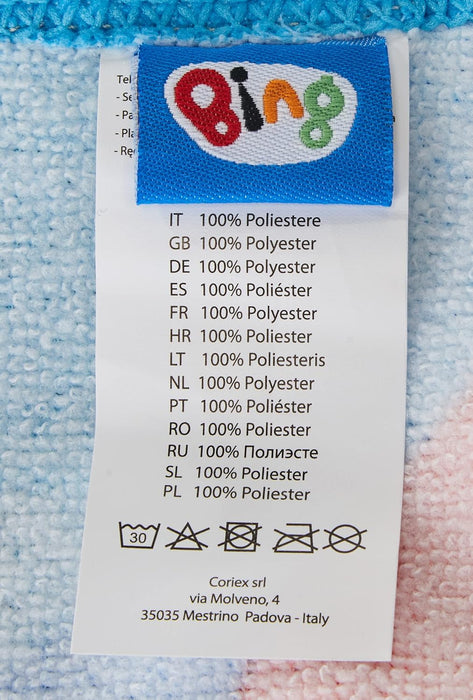 Bing
IT 100% Poliestere
GB 100% Polyester
DE 100% Polyester
ES 100% Poliéster
FR 100% Polyester
HR 100% Poliester
LT 100% Poliesteris
NL 100% Polyester
PT 100% Poliéster
RO 100% Poliester
RU 100% Полиэсте
SL 100% Poliester
PL 100% Poliester
30
Coriex srl
via Molveno, 4
35035 Mestrino Padova - Italy